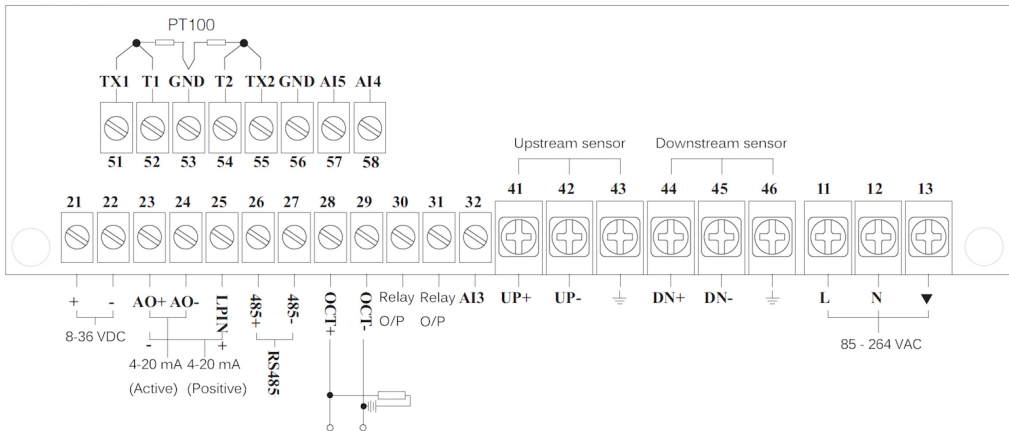 PT100
TX1 T1 GND T2 TX2 GND AI5 AI4
51 52 53 54 55 56 57 58
Upstream sensor Downstream sensor
21 22 23 24 25 26 27 28 29 30 31 32 41 42 43 44 45 46 11 12 13
+ - AO+ AO- LPIN 485+ 485- OCT+ OCT- Relay O/P Relay O/P AI3 UP+ UP- DN+ DN- L N
8-36 VDC
- +
RS485
85 - 264 VAC
4-20 mA 4-20 mA
(Active) (Positive)